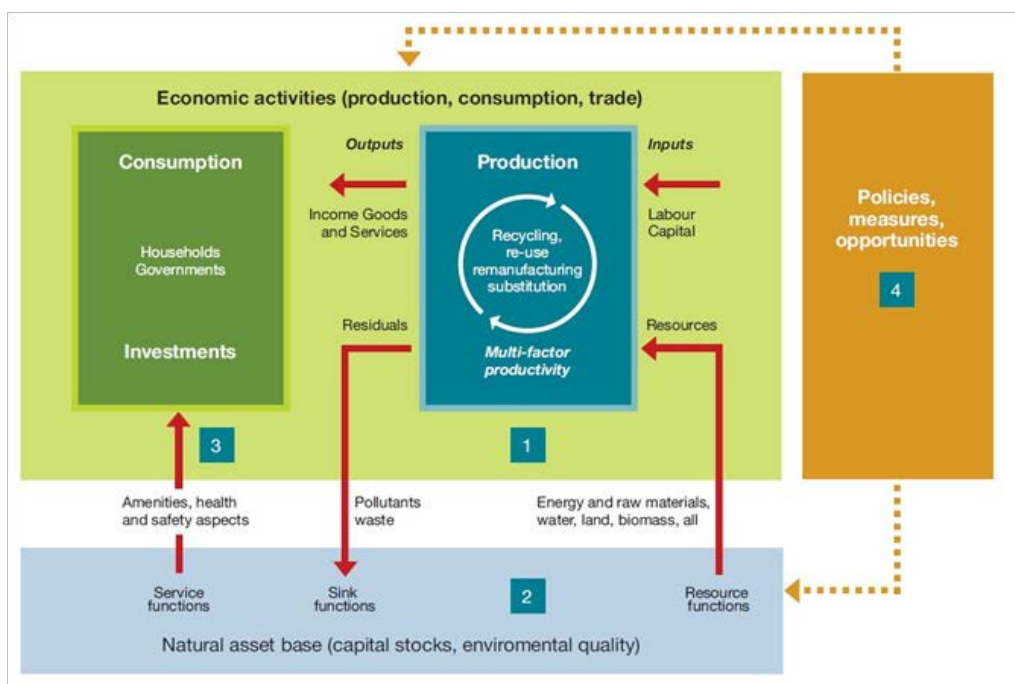 Economic activities (production, consumption, trade)
Consumption
Households
Governments
Investments
3
Outputs
Income Goods
and Services
Residuals
Production
Recycling,
re-use
remanufacturing
substitution
Multi-factor
productivity
1
Inputs
Labour
Capital
Resources
Policies,
measures,
opportunities
4
Amenities, health
and safety aspects
Pollutants
waste
Energy and raw materials,
water, land, biomass, all
Service
functions
Sink
functions
2
Resource
functions
Natural asset base (capital stocks, enviromental quality)